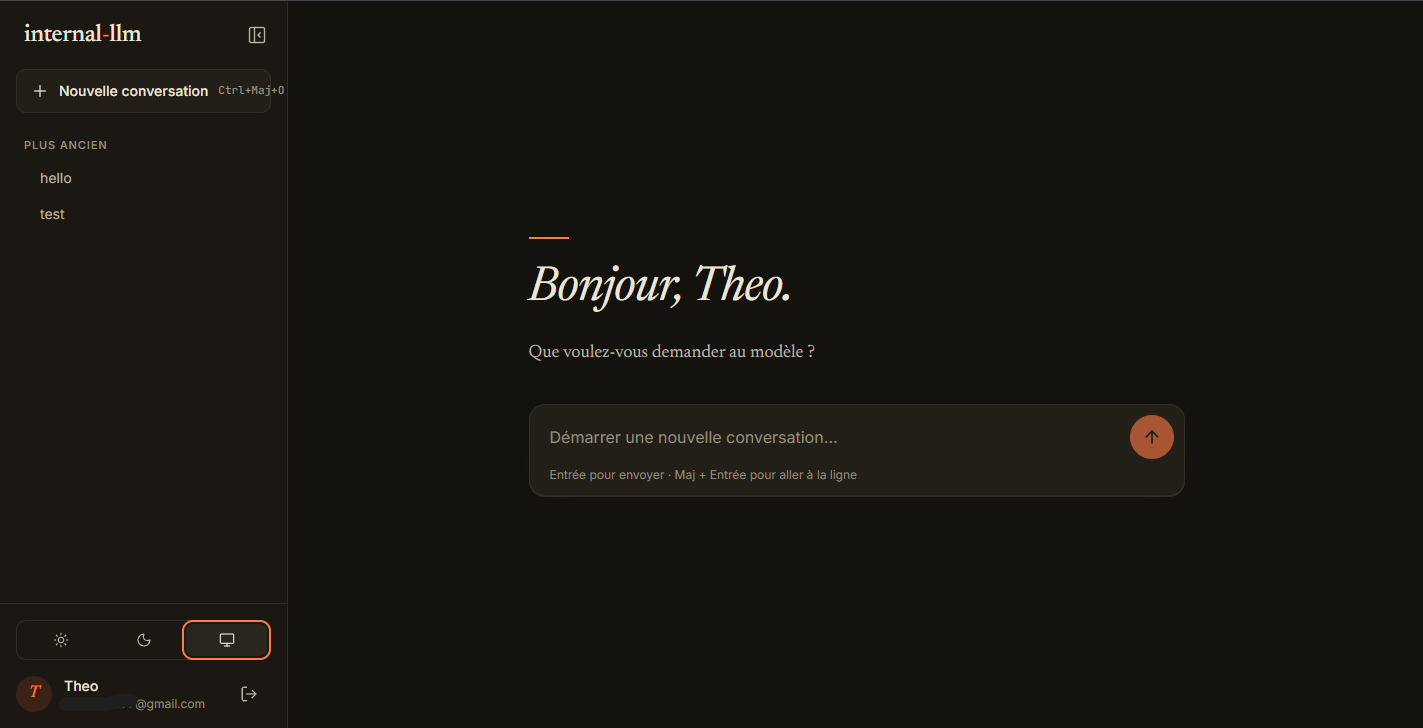 internal-llm
Nouvelle conversation Ctrl+Maj+O
PLUS ANCIEN
hello
test
Bonjour, Theo.
Que voulez-vous demander au modèle ?
Démarrer une nouvelle conversation...
Entrée pour envoyer · Maj + Entrée pour aller à la ligne
T
Theo
@gmail.com